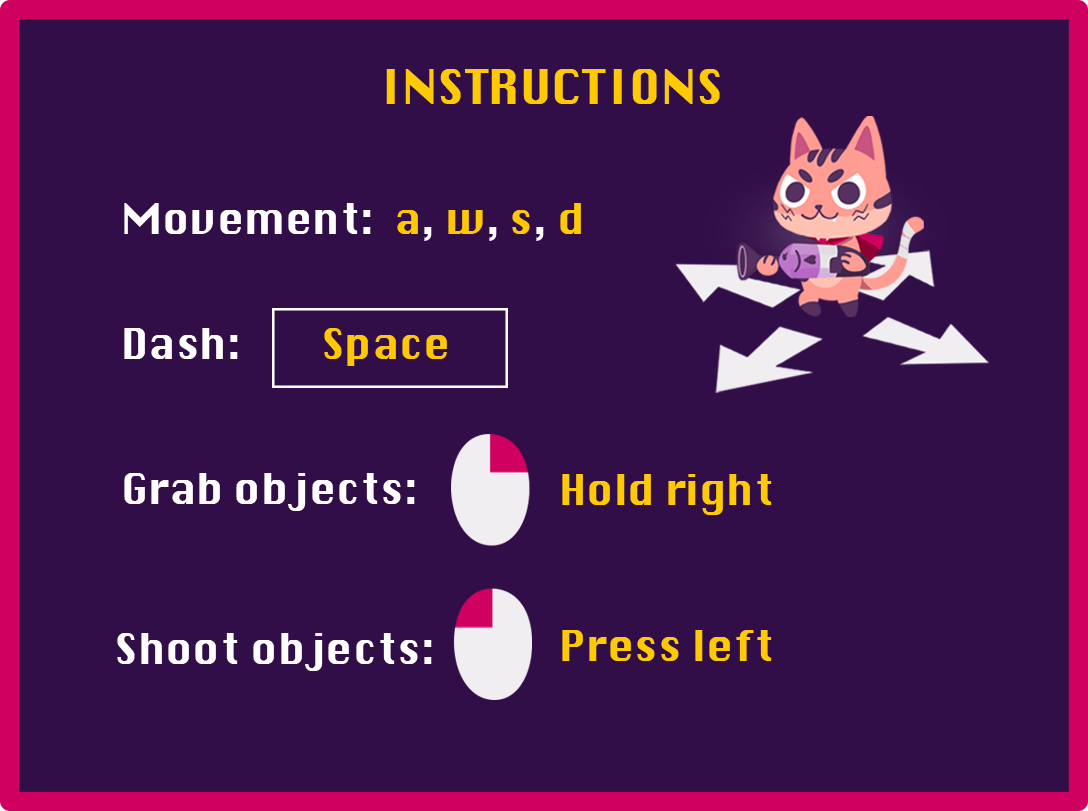 INSTRUCTIONS
Movement: a, w, s, d
Dash: Space
Grab objects: Hold right
Shoot objects: Press left